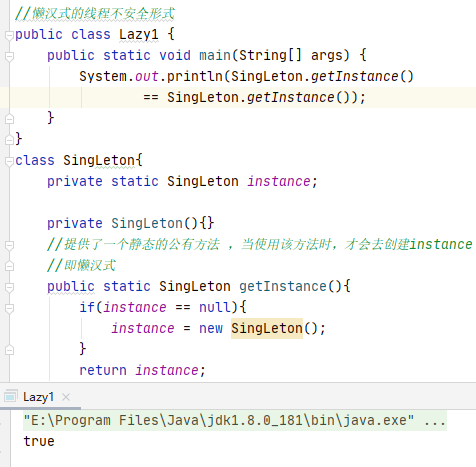 //懒汉式的线程不安全形式
public class Lazy1 {
public static void main(String[] args) {
System.out.println(SingLeton.getInstance()
== SingLeton.getInstance());
}
}
class SingLeton{
private static SingLeton instance;
private SingLeton(){}
//提供了一个静态的公有方法 ，当使用该方法时，才会去创建instance
//即懒汉式
public static SingLeton getInstance(){
if(instance == null){
instance = new SingLeton();
}
return instance;
Lazy1 ×
"E:\Program Files\Java\jdk1.8.0_181\bin\java.exe" ...
true